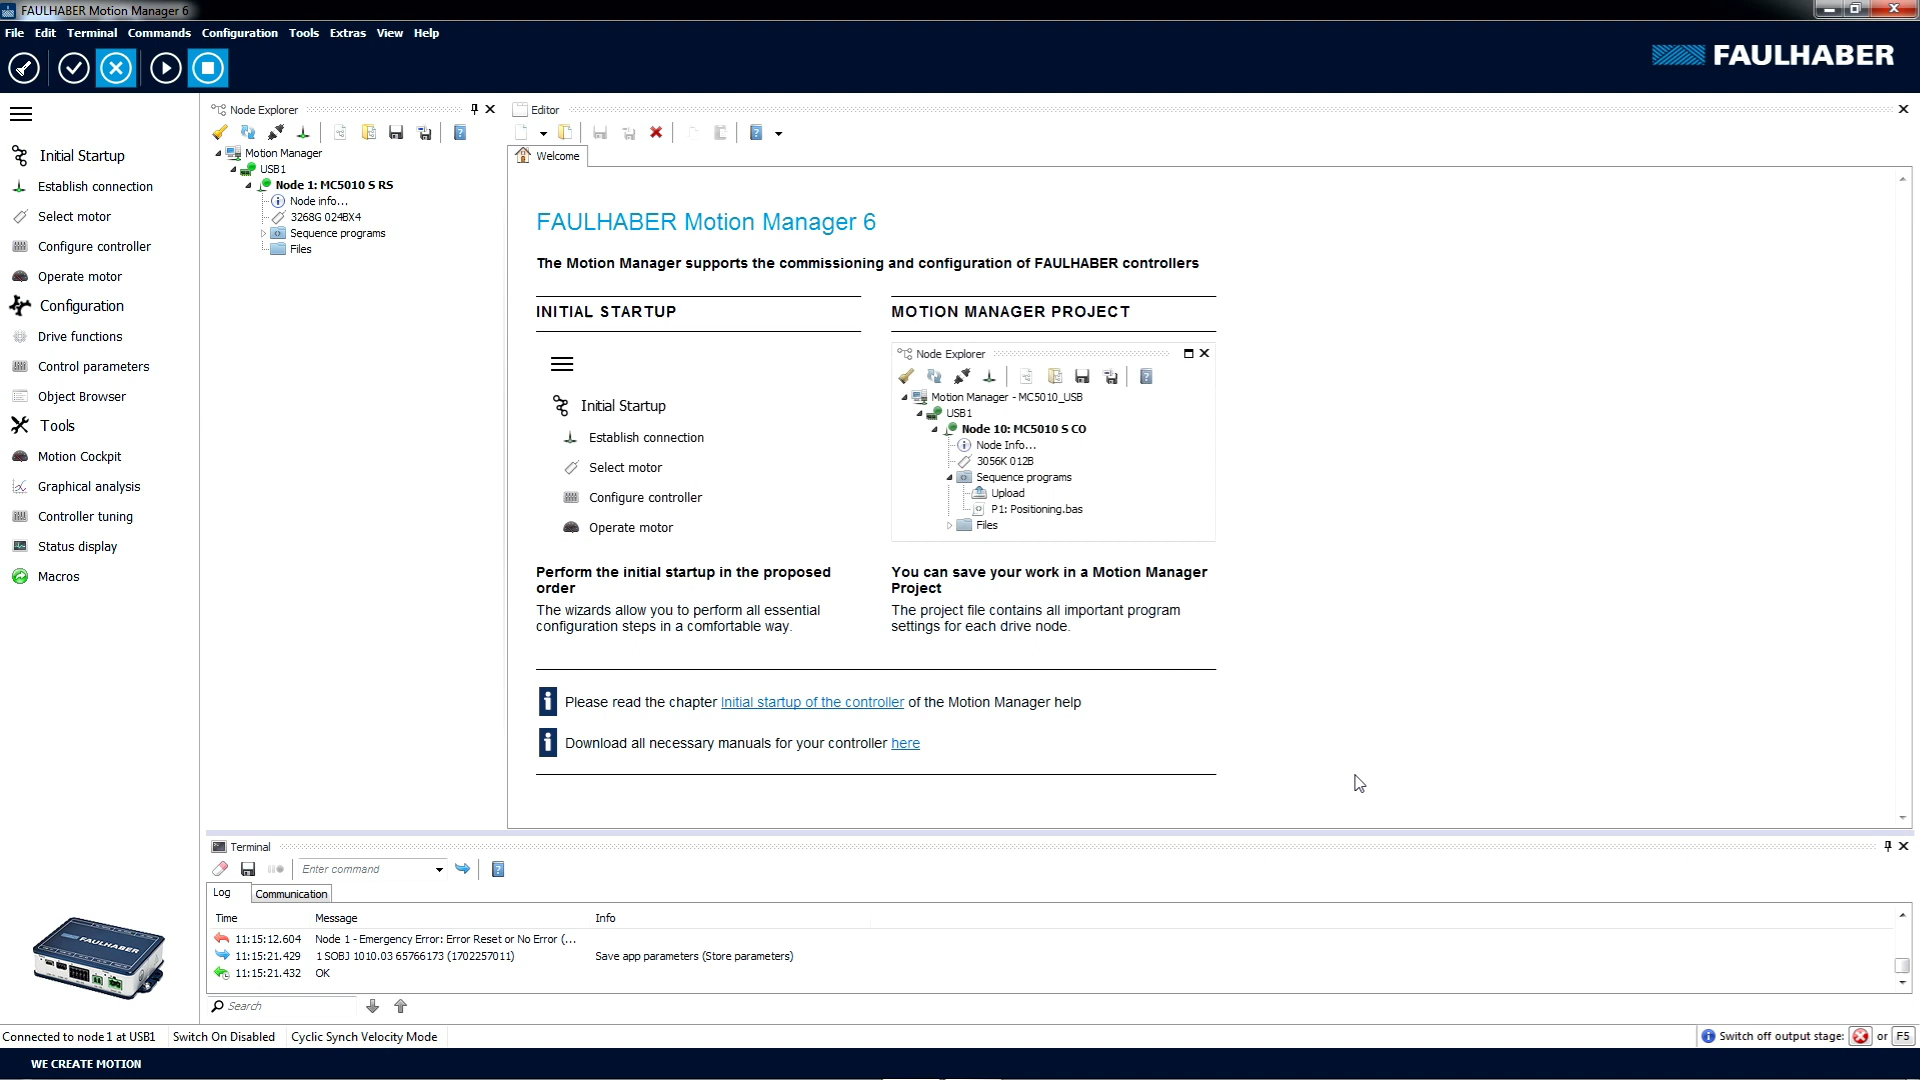 FAULHABER Motion Manager 6
File Edit Terminal Commands Configuration Tools Extras View Help
FAULHABER
Initial Startup
Establish connection
Select motor
Configure controller
Operate motor
Configuration
Drive functions
Control parameters
Object Browser
Tools
Motion Cockpit
Graphical analysis
Controller tuning
Status display
Macros
FAULHABER
Node Explorer
Motion Manager
USB1
Node 1: MC5010 S RS
Node info...
3268G 024BX4
Sequence programs
Files
Editor
Welcome
FAULHABER Motion Manager 6
The Motion Manager supports the commissioning and configuration of FAULHABER controllers
INITIAL STARTUP
Initial Startup
Establish connection
Select motor
Configure controller
Operate motor
Perform the initial startup in the proposed
order
The wizards allow you to perform all essential
configuration steps in a comfortable way.
MOTION MANAGER PROJECT
Node Explorer
Motion Manager - MC5010_USB
USB1
Node 10: MC5010 S CO
Node Info...
3056K 012B
Sequence programs
Upload
P1: Positioning.bas
Files
You can save your work in a Motion Manager
Project
The project file contains all important program
settings for each drive node.
Please read the chapter Initial startup of the controller of the Motion Manager help
Download all necessary manuals for your controller here
Terminal
Enter command
Log Communication
Time Message Info
11:15:12.604 Node 1 - Emergency Error: Error Reset or No Error (...
11:15:21.429 1 SOBJ 1010.03 65766173 (1702257011) Save app parameters (Store parameters)
11:15:21.432 OK
Search
Connected to node 1 at USB1 Switch On Disabled Cyclic Synch Velocity Mode Switch off output stage: or F5
WE CREATE MOTION